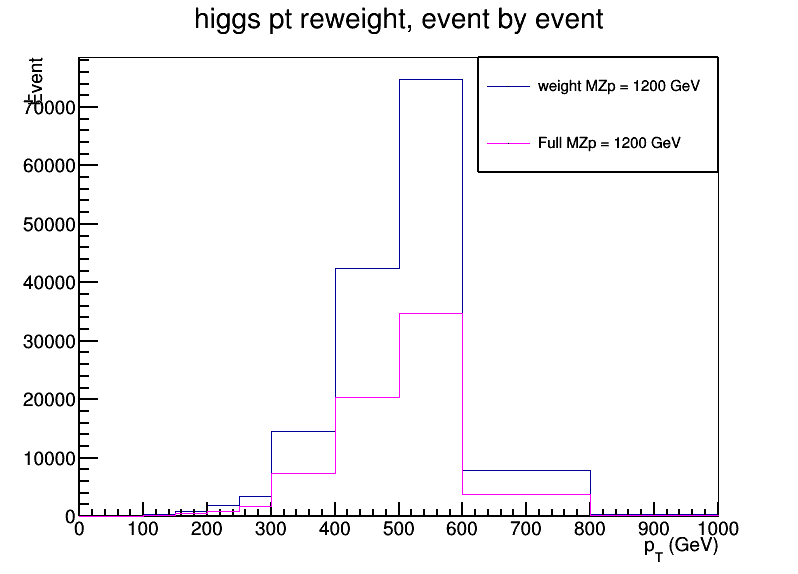 higgs pt reweight, event by event
Event
weight MZp = 1200 GeV
Full MZp = 1200 GeV
70000
60000
50000
40000
30000
20000
10000
0
0 100 200 300 400 500 600 700 800 900 1000
p_T (GeV)